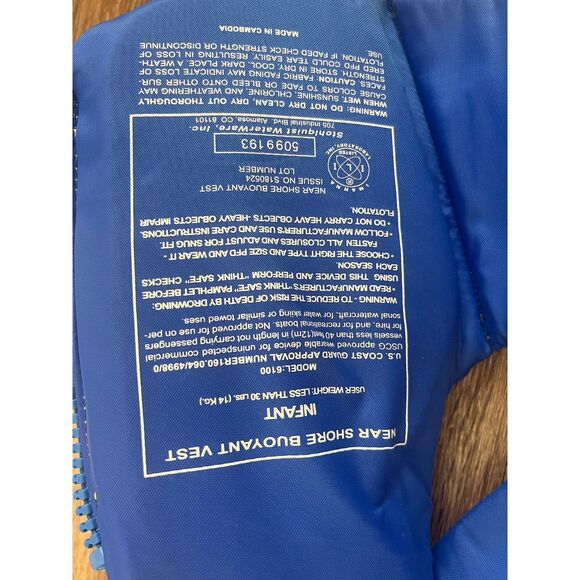 NEAR SHORE BUOYANT VEST
INFANT
USER WEIGHT: LESS THAN 30 LBS. (14 KG.)
MODEL:6100
U.S. COAST GUARD APPROVAL NUMBER160.064/4998/0
USCG approved wearable device for uninspected commercial
vessels less than 40 feet (12m) in length not carrying passengers
for hire, and for recreational boats. Not approved for use on per-
sonal watercraft, for water skiing or similar towed uses.
WARNING - TO REDUCE THE RISK OF DEATH BY DROWNING:
• READ MANUFACTURER'S "THINK SAFE" PAMPHLET BEFORE
USING THIS DEVICE AND PERFORM "THINK SAFE" CHECKS
EACH SEASON.
• CHOOSE THE RIGHT TYPE AND PFD SIZE - WEAR IT -
FASTEN ALL CLOSURES AND ADJUST FOR SNUG FIT.
• FOLLOW MANUFACTURER'S USE AND CARE INSTRUCTIONS.
• DO NOT CARRY HEAVY OBJECTS -HEAVY OBJECTS IMPAIR
FLOTATION.
NEAR SHORE BUOYANT VEST
ISSUE NO.S180524
LOT NUMBER
IMANNA
LABORATORY, INC.
LISTED
5099193
Stohlquist WaterWare, Inc.
705 Industrial Blvd. Alamosa, CO 81101
WARNING: DO NOT DRY CLEAN, DRY OUT THOROUGHLY
WHEN WET. SUNSHINE, CHLORINE, AND WEATHERING MAY
CAUSE COLORS TO FADE OR BLEED ONTO OTHER SUR-
FACES. CAUTION: FABRIC FADING MAY INDICATE LOSS OF
STRENGTH STORE IN DRY, COOL, DARK PLACE. A WEATH-
ERED PFD COULD TEAR EASILY, RESULTING IN LOSS OF
FLOTATION. IF FADED CHECK STRENGTH OR DISCONTINUE
USE.
MADE IN CAMBODIA